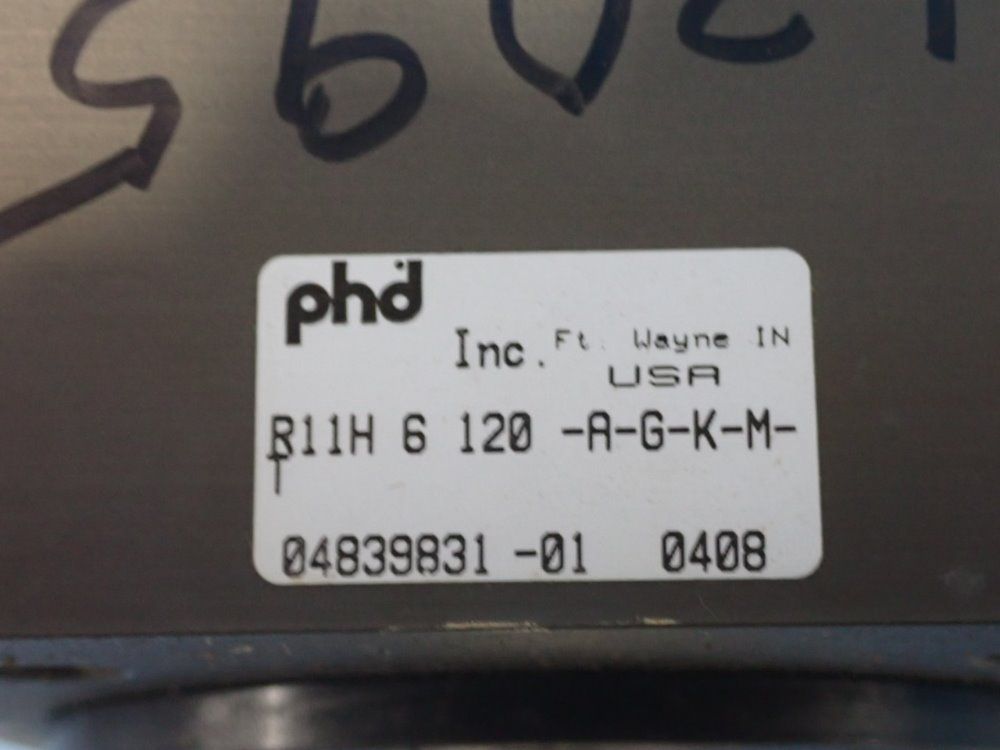 phd
Inc. Ft. Wayne IN
USA
R11H 6 120 -A-G-K-M-
T
04839831 -01 0408